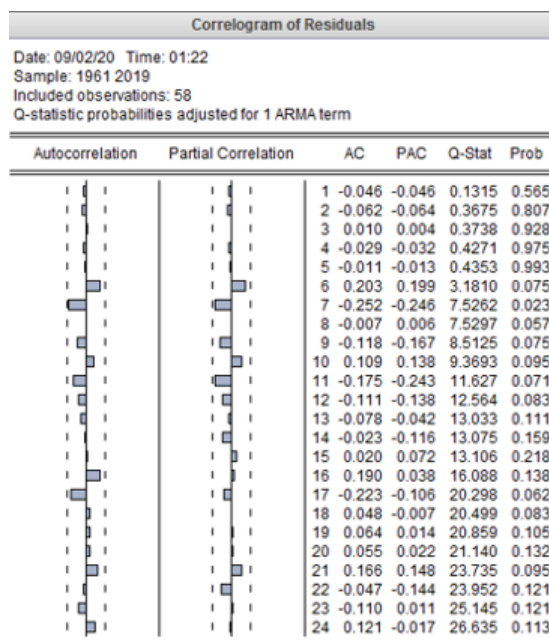 Correlogram of Residuals
Date: 09/02/20 Time: 01:22
Sample: 1961 2019
Included observations: 58
Q-statistic probabilities adjusted for 1 ARMA term
Autocorrelation Partial Correlation AC PAC Q-Stat Prob
1 -0.046 -0.046 0.1315 0.565
2 -0.062 -0.064 0.3675 0.807
3 0.010 0.004 0.3738 0.928
4 -0.029 -0.032 0.4271 0.975
5 -0.011 -0.013 0.4353 0.993
6 0.203 0.199 3.1810 0.075
7 -0.252 -0.246 7.5262 0.023
8 -0.007 0.006 7.5297 0.057
9 -0.118 -0.167 8.5125 0.075
10 0.109 0.138 9.3693 0.095
11 -0.175 -0.243 11.627 0.071
12 -0.111 -0.138 12.564 0.083
13 -0.078 -0.042 13.033 0.111
14 -0.023 -0.116 13.075 0.159
15 0.020 0.072 13.106 0.218
16 0.190 0.038 16.088 0.138
17 -0.223 -0.106 20.298 0.062
18 0.048 -0.007 20.499 0.083
19 0.064 0.014 20.859 0.105
20 0.055 0.022 21.140 0.132
21 0.166 0.148 23.735 0.095
22 -0.047 -0.144 23.952 0.121
23 -0.110 0.011 25.145 0.121
24 0.121 -0.017 26.635 0.113